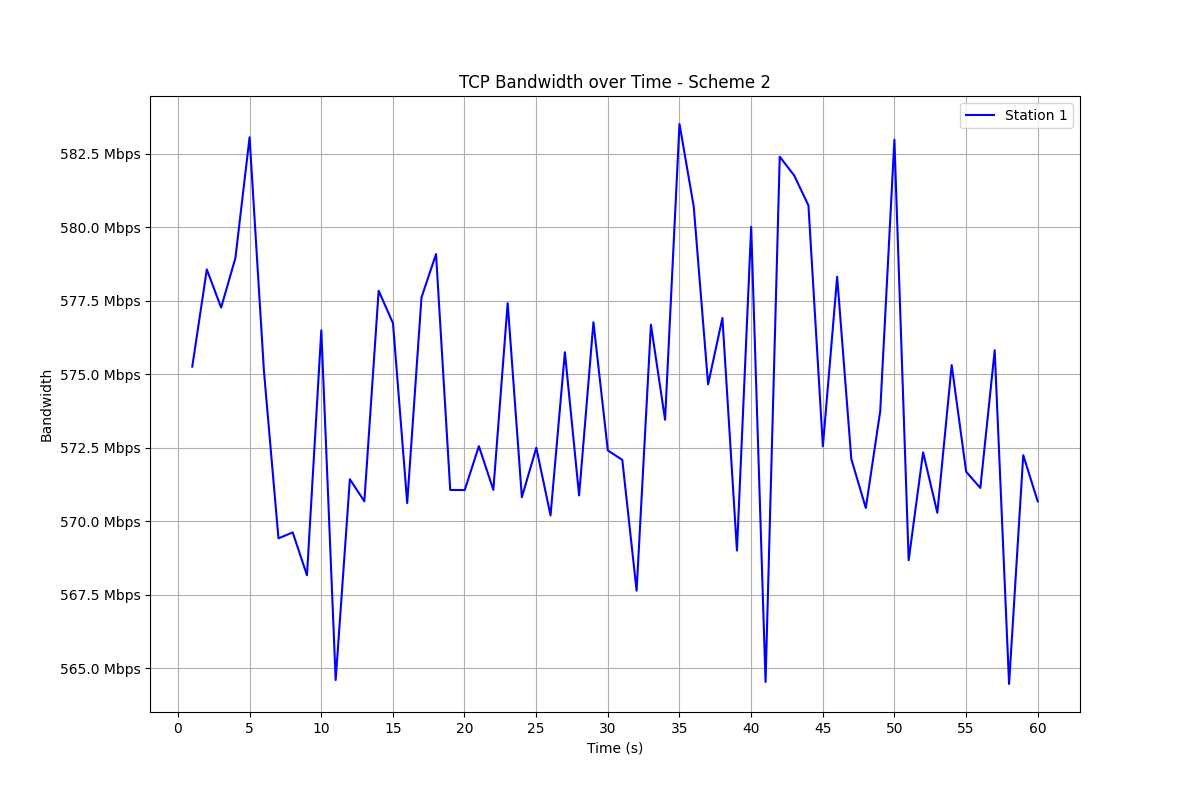 TCP Bandwidth over Time - Scheme 2
Station 1
582.5 Mbps
580.0 Mbps
577.5 Mbps
575.0 Mbps
572.5 Mbps
570.0 Mbps
567.5 Mbps
565.0 Mbps
Bandwidth
0 5 10 15 20 25 30 35 40 45 50 55 60
Time (s)